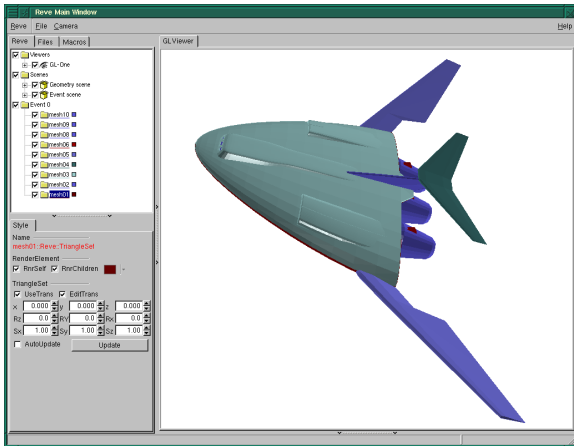 Reve Main Window
Reve File Camera Help
Reve Files Macros GLViewer
Viewers
GL-One
Scenes
Geometry scene
Event scene
Event 0
mesh10
mesh09
mesh08
mesh06
mesh05
mesh04
mesh03
mesh02
mesh01
Style
Name
mesh01::Reve::TriangleSet
RenderElement
RnrSelf RnrChildren
TriangleSet
UseTrans EditTrans
X 0.000 y 0.000 z 0.000
Rz 0.0 RY 0.0 Rx 0.0
Sx 1.00 Sy 1.00 Sz 1.00
AutoUpdate Update